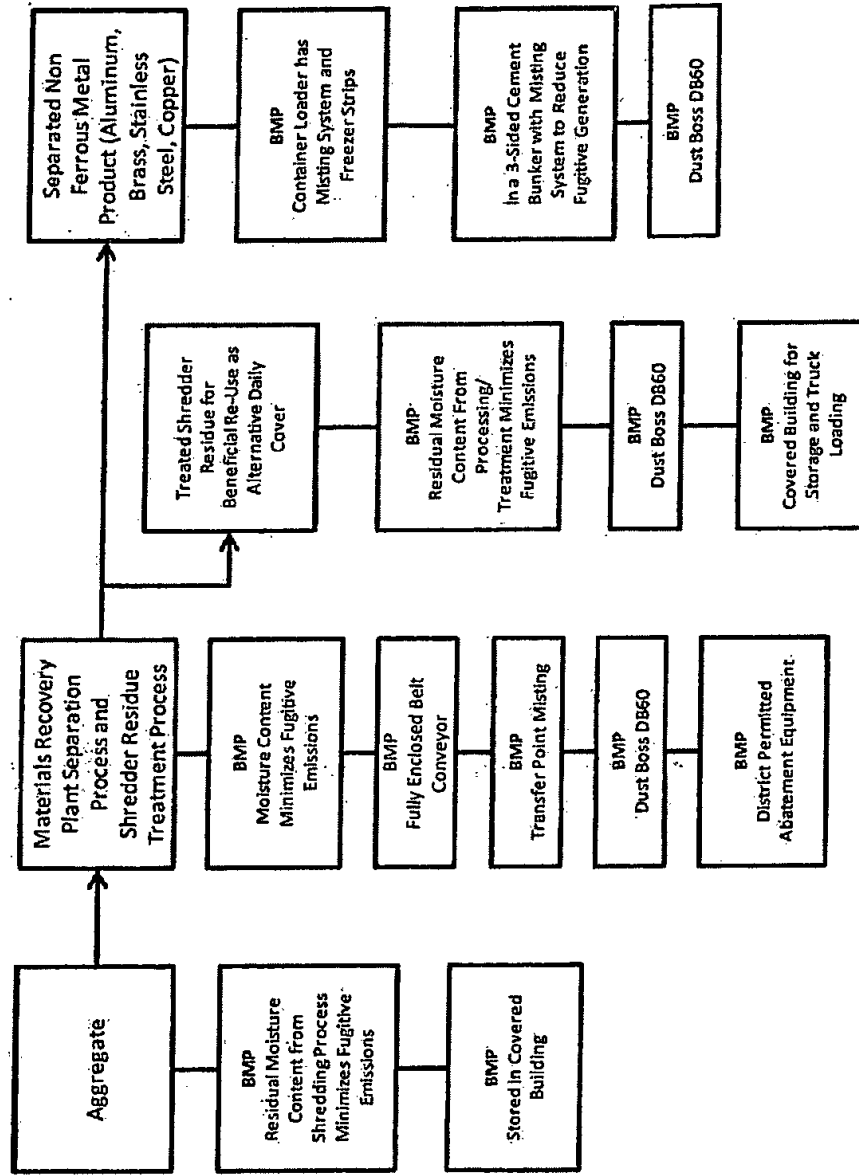 Aggregate
BMP
Residual Moisture
Content from
Shredding Process
Minimizes Fugitive
Emissions
BMP
Stored in Covered
Building
Materials Recovery
Plant Separation
Process and
Shredder Residue
Treatment Process
BMP
Moisture Content
Minimizes Fugitive
Emissions
BMP
Fully Enclosed Belt
Conveyor
BMP
Transfer Point Misting
BMP
Dust Boss DB60
BMP
District Permitted
Abatement Equipment
Treated Shredder
Residue for
Beneficial Re-Use as
Alternative Daily
Cover
BMP
Residual Moisture
Content From
Processing/
Treatment Minimizes
Fugitive Emissions
BMP
Dust Boss DB60
BMP
Covered Building for
Storage and Truck
Loading
Separated Non
Ferrous Metal
Product (Aluminum,
Brass, Stainless
Steel, Copper)
BMP
Container Loader has
Misting System and
Freezer Strips
BMP
In a 3-Sided Cement
Bunker with Misting
System to Reduce
Fugitive Generation
BMP
Dust Boss DB60